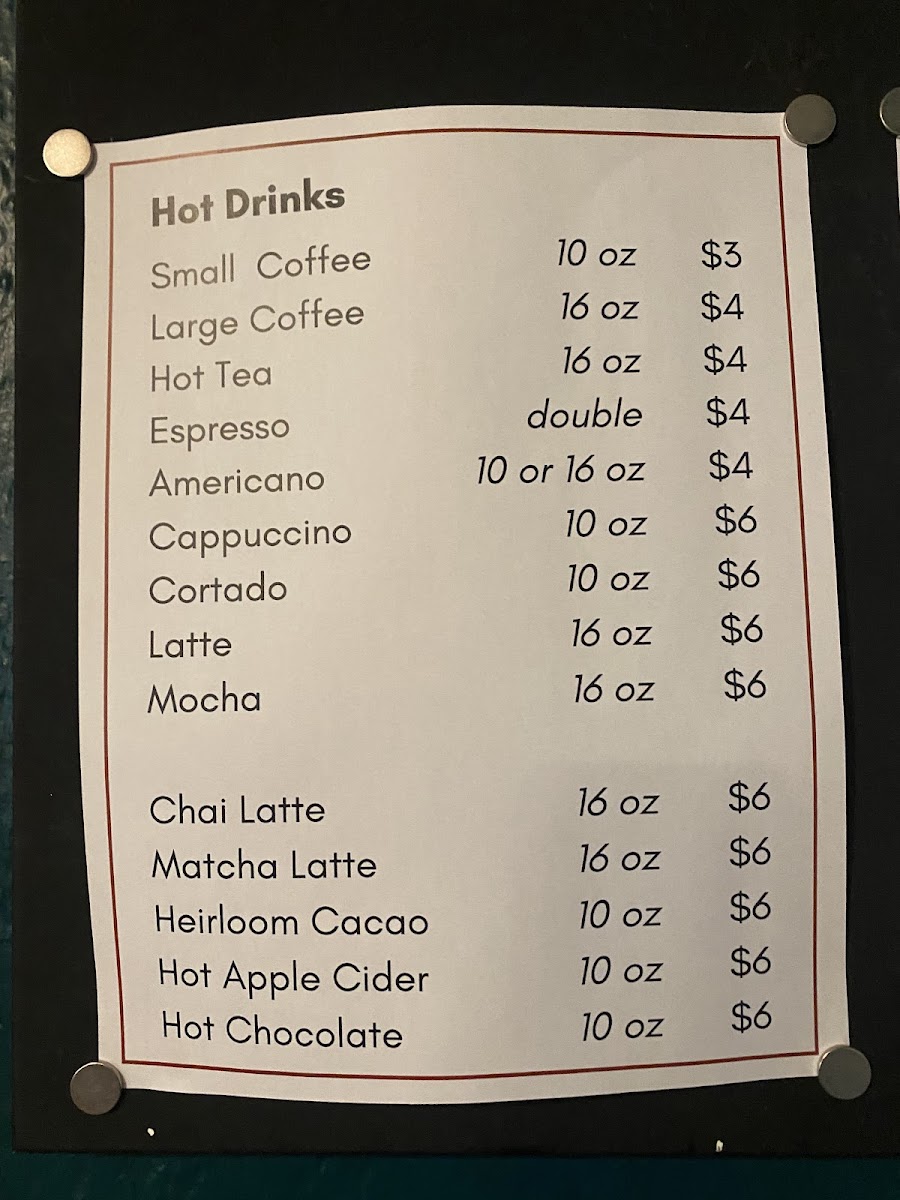 Hot Drinks
Small Coffee 10 oz $3
Large Coffee 16 oz $4
Hot Tea 16 oz $4
Espresso double $4
Americano 10 or 16 oz $4
Cappuccino 10 oz $6
Cortado 10 oz $6
Latte 16 oz $6
Mocha 16 oz $6
Chai Latte 16 oz $6
Matcha Latte 16 oz $6
Heirloom Cacao 10 oz $6
Hot Apple Cider 10 oz $6
Hot Chocolate 10 oz $6